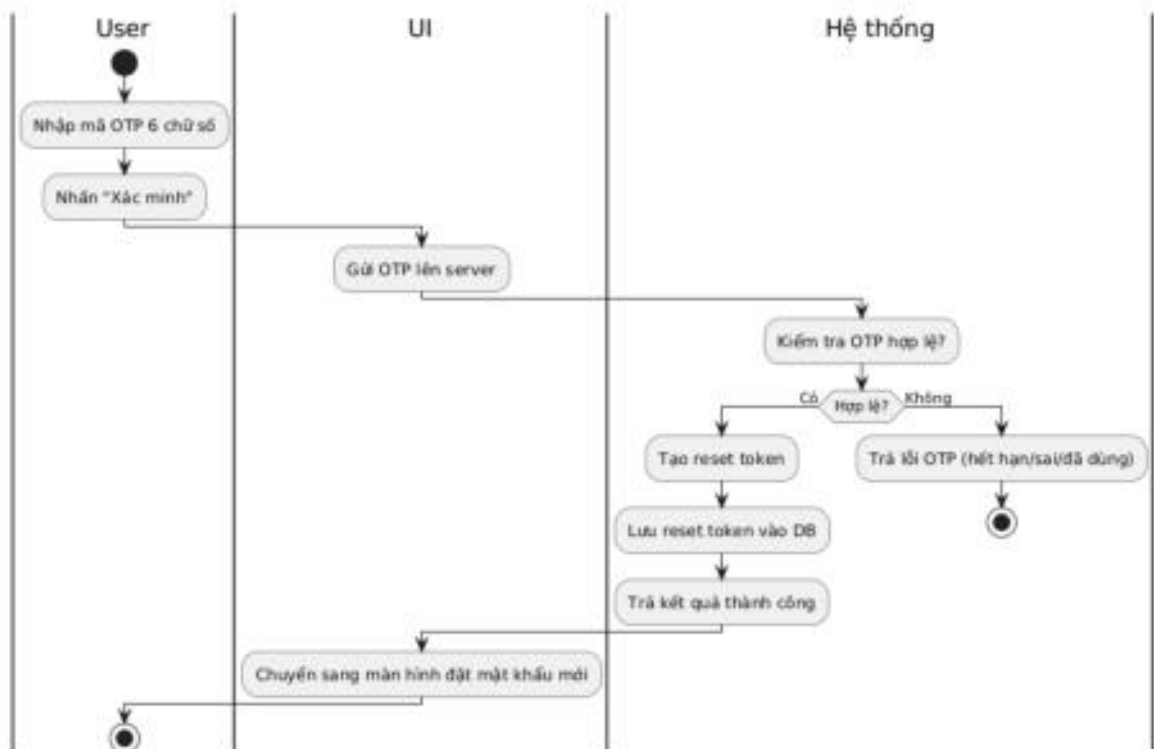 User
UI
Hệ thống
Nhập mã OTP 6 chữ số
Nhấn "Xác minh"
Gửi OTP lên server
Kiểm tra OTP hợp lệ?
Có
Hợp lệ?
Không
Tạo reset token
Trả lỗi OTP (hết hạn/sai/đã dùng)
Lưu reset token vào DB
Trả kết quả thành công
Chuyển sang màn hình đặt mật khẩu mới